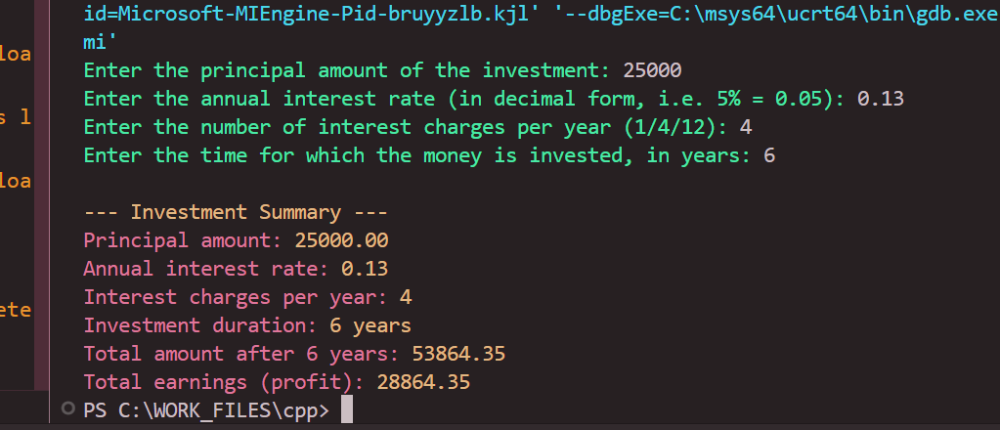 id=Microsoft-MIEngine-Pid-bruyyzlb.kjl' '--dbgExe=C:\msys64\ucrt64\bin\gdb.exe
mi'
Enter the principal amount of the investment: 25000
Enter the annual interest rate (in decimal form, i.e. 5% = 0.05): 0.13
Enter the number of interest charges per year (1/4/12): 4
Enter the time for which the money is invested, in years: 6
--- Investment Summary ---
Principal amount: 25000.00
Annual interest rate: 0.13
Interest charges per year: 4
Investment duration: 6 years
Total amount after 6 years: 53864.35
Total earnings (profit): 28864.35
PS C:\WORK_FILES\cpp>